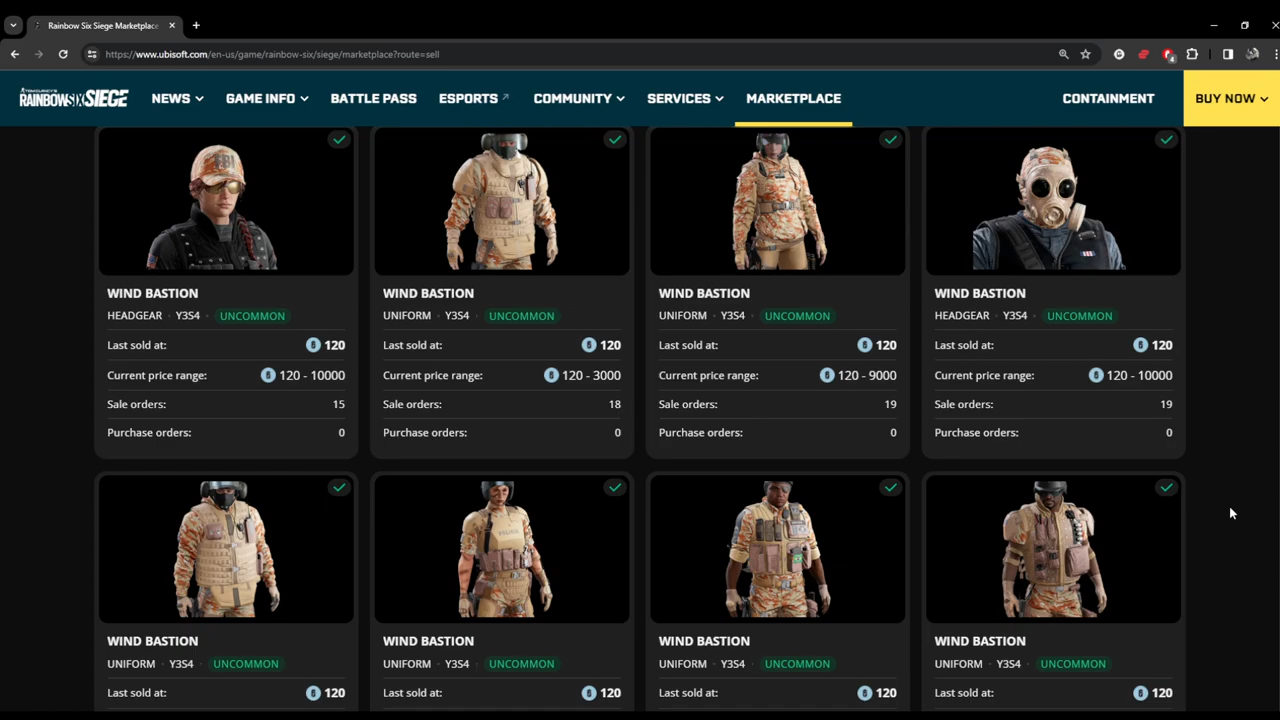 Rainbow Six Siege Marketplace
https://www.ubisoft.com/en-us/game/rainbow-six/siege/marketplace?route=sell
4
TOM CLANCY'S
RAINBOWSIX SIEGE NEWS GAME INFO BATTLE PASS ESPORTS COMMUNITY SERVICES MARKETPLACE CONTAINMENT BUY NOW
FBI
WIND BASTION WIND BASTION WIND BASTION WIND BASTION
HEADGEAR · Y3S4 · UNCOMMON UNIFORM · Y3S4 · UNCOMMON UNIFORM · Y3S4 · UNCOMMON HEADGEAR · Y3S4 · UNCOMMON
Last sold at: 120 Last sold at: 120 Last sold at: 120 Last sold at: 120
Current price range: 120 - 10000 Current price range: 120 - 3000 Current price range: 120 - 9000 Current price range: 120 - 10000
Sale orders: 15 Sale orders: 18 Sale orders: 19 Sale orders: 19
Purchase orders: 0 Purchase orders: 0 Purchase orders: 0 Purchase orders: 0
POLICE
WIND BASTION WIND BASTION WIND BASTION WIND BASTION
UNIFORM · Y3S4 · UNCOMMON UNIFORM · Y3S4 · UNCOMMON UNIFORM · Y3S4 · UNCOMMON UNIFORM · Y3S4 · UNCOMMON
Last sold at: 120 Last sold at: 120 Last sold at: 120 Last sold at: 120